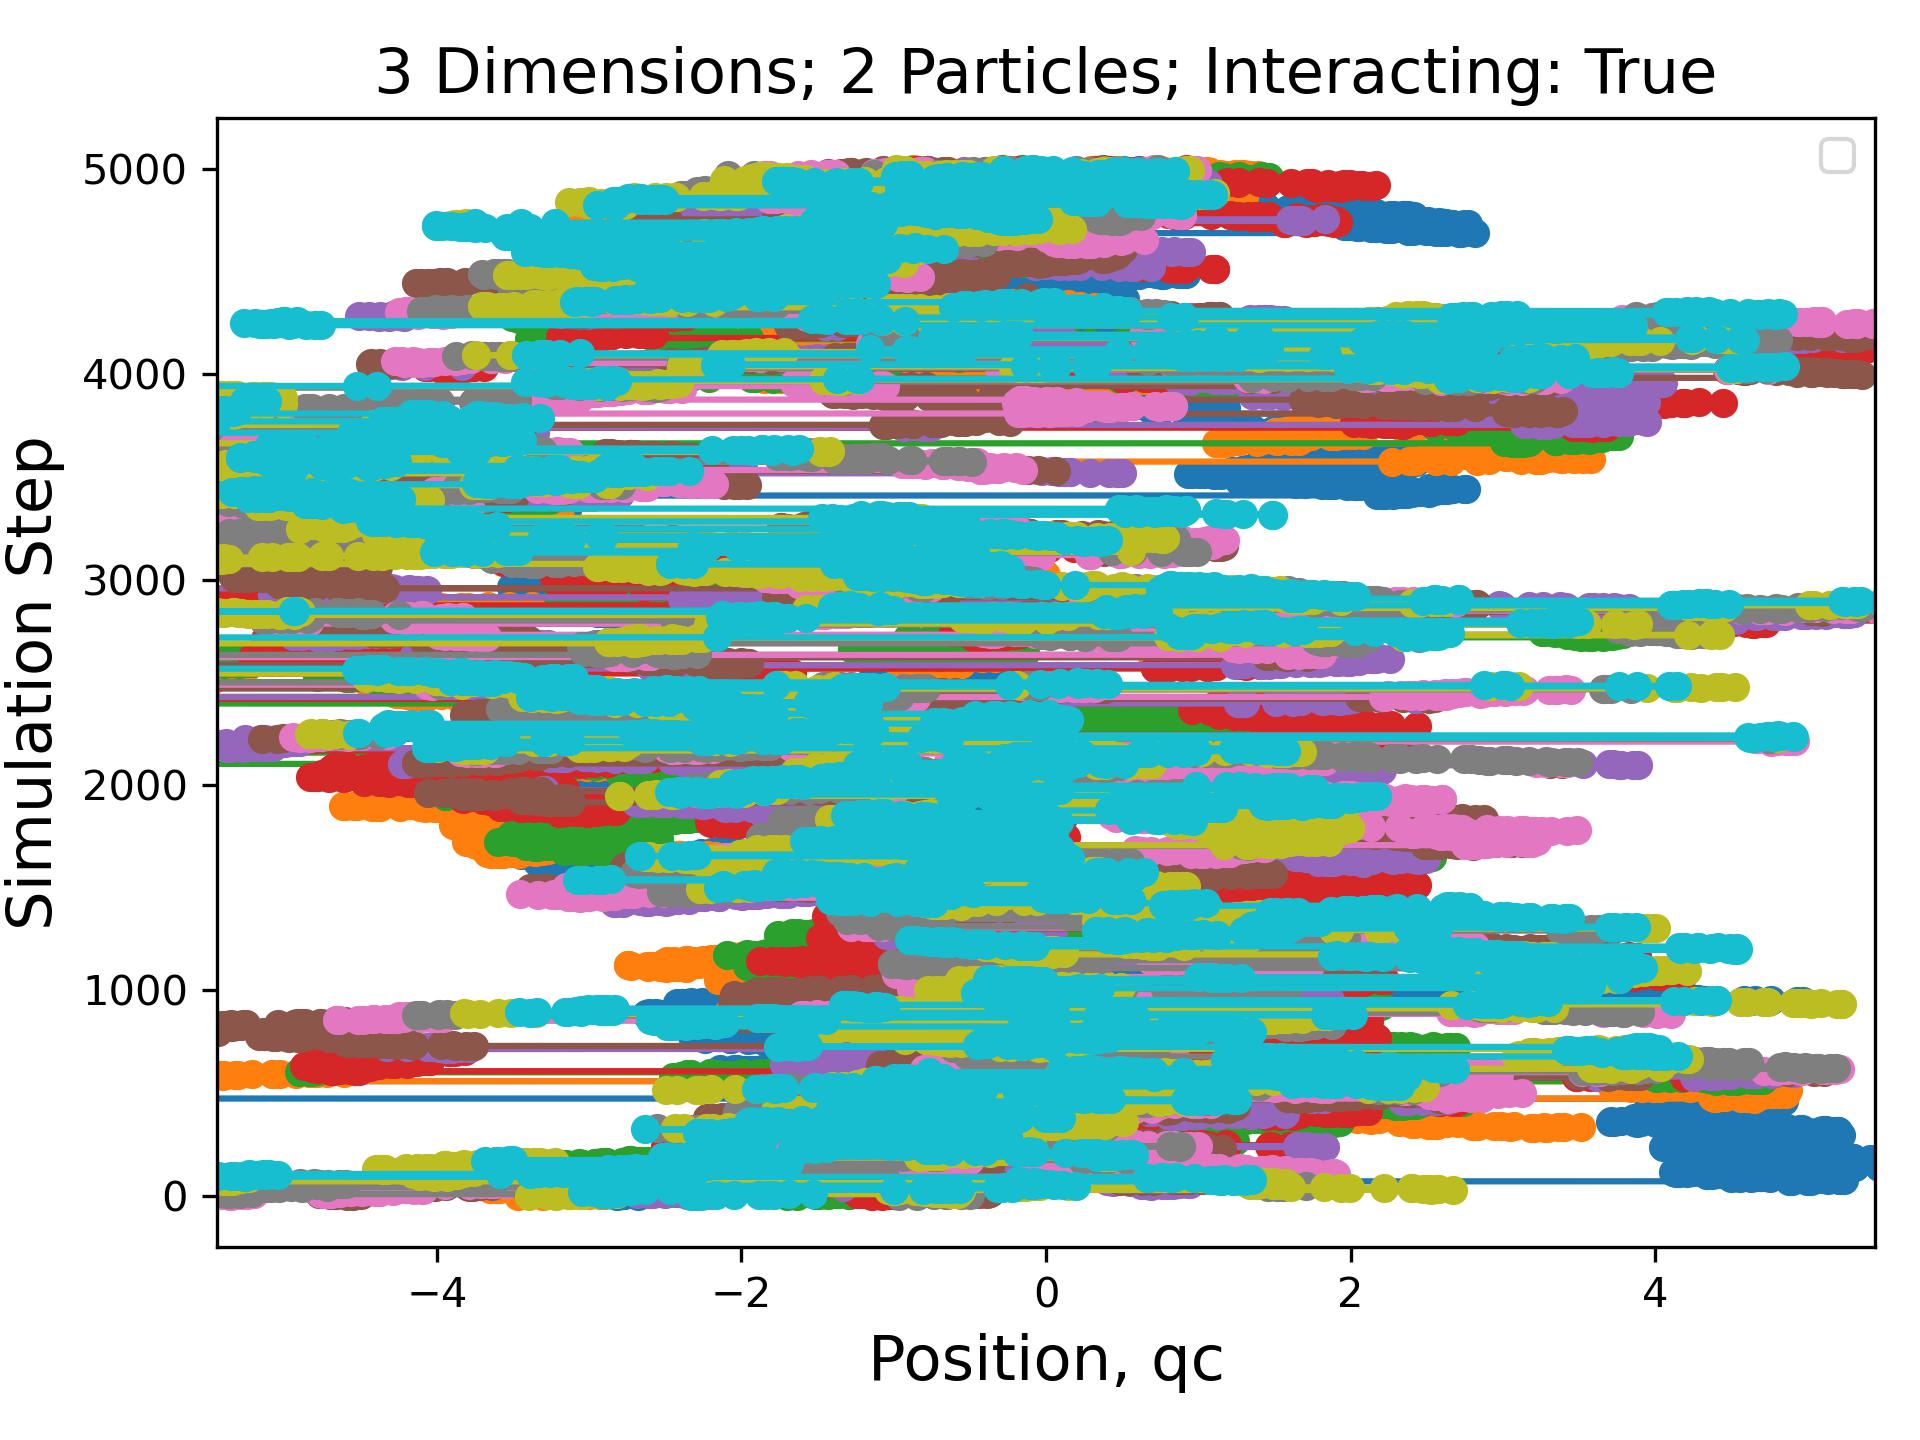 3 Dimensions; 2 Particles; Interacting: True
Simulation Step
5000
4000
3000
2000
1000
0
−4 −2 0 2 4
Position, qc